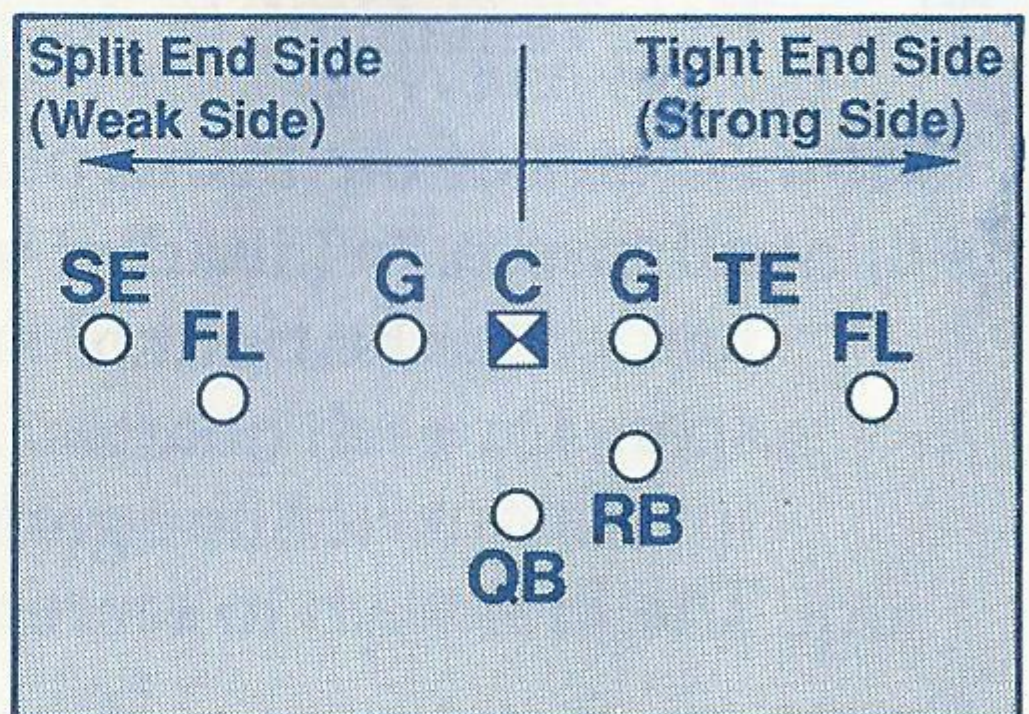 Split End Side
(Weak Side)
Tight End Side
(Strong Side)
SE
FL
G
C
G
TE
FL
RB
QB